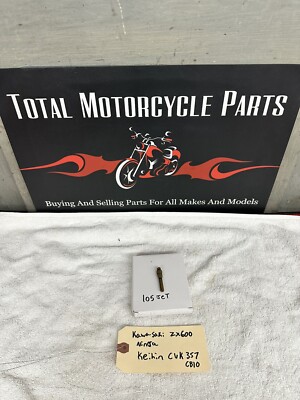 TOTAL MOTORCYCLE PARTS
Buying And Selling Parts For All Makes And Models
105 JET
Kawasaki ZX600
Ninja
Keihin CVK357
CB10